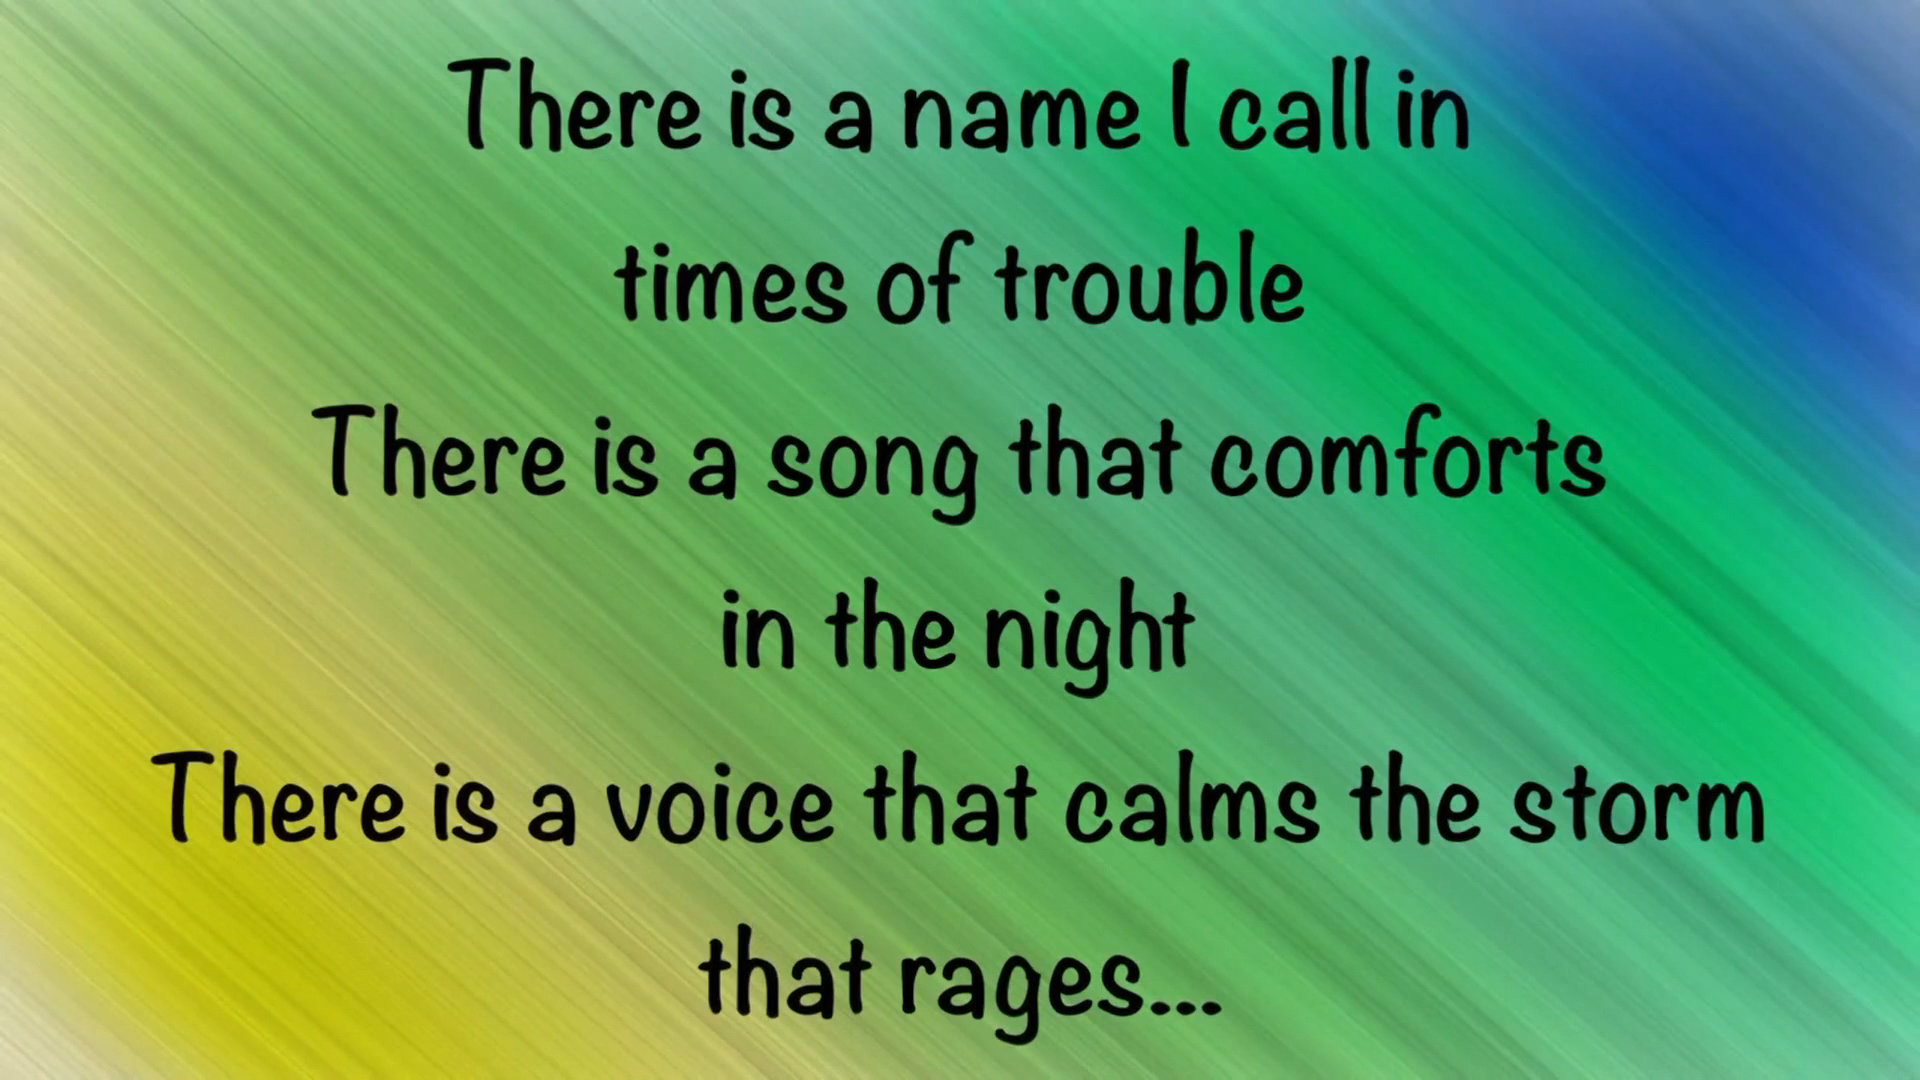 There is a name I call in
times of trouble
There is a song that comforts
in the night
There is a voice that calms the storm
that rages...